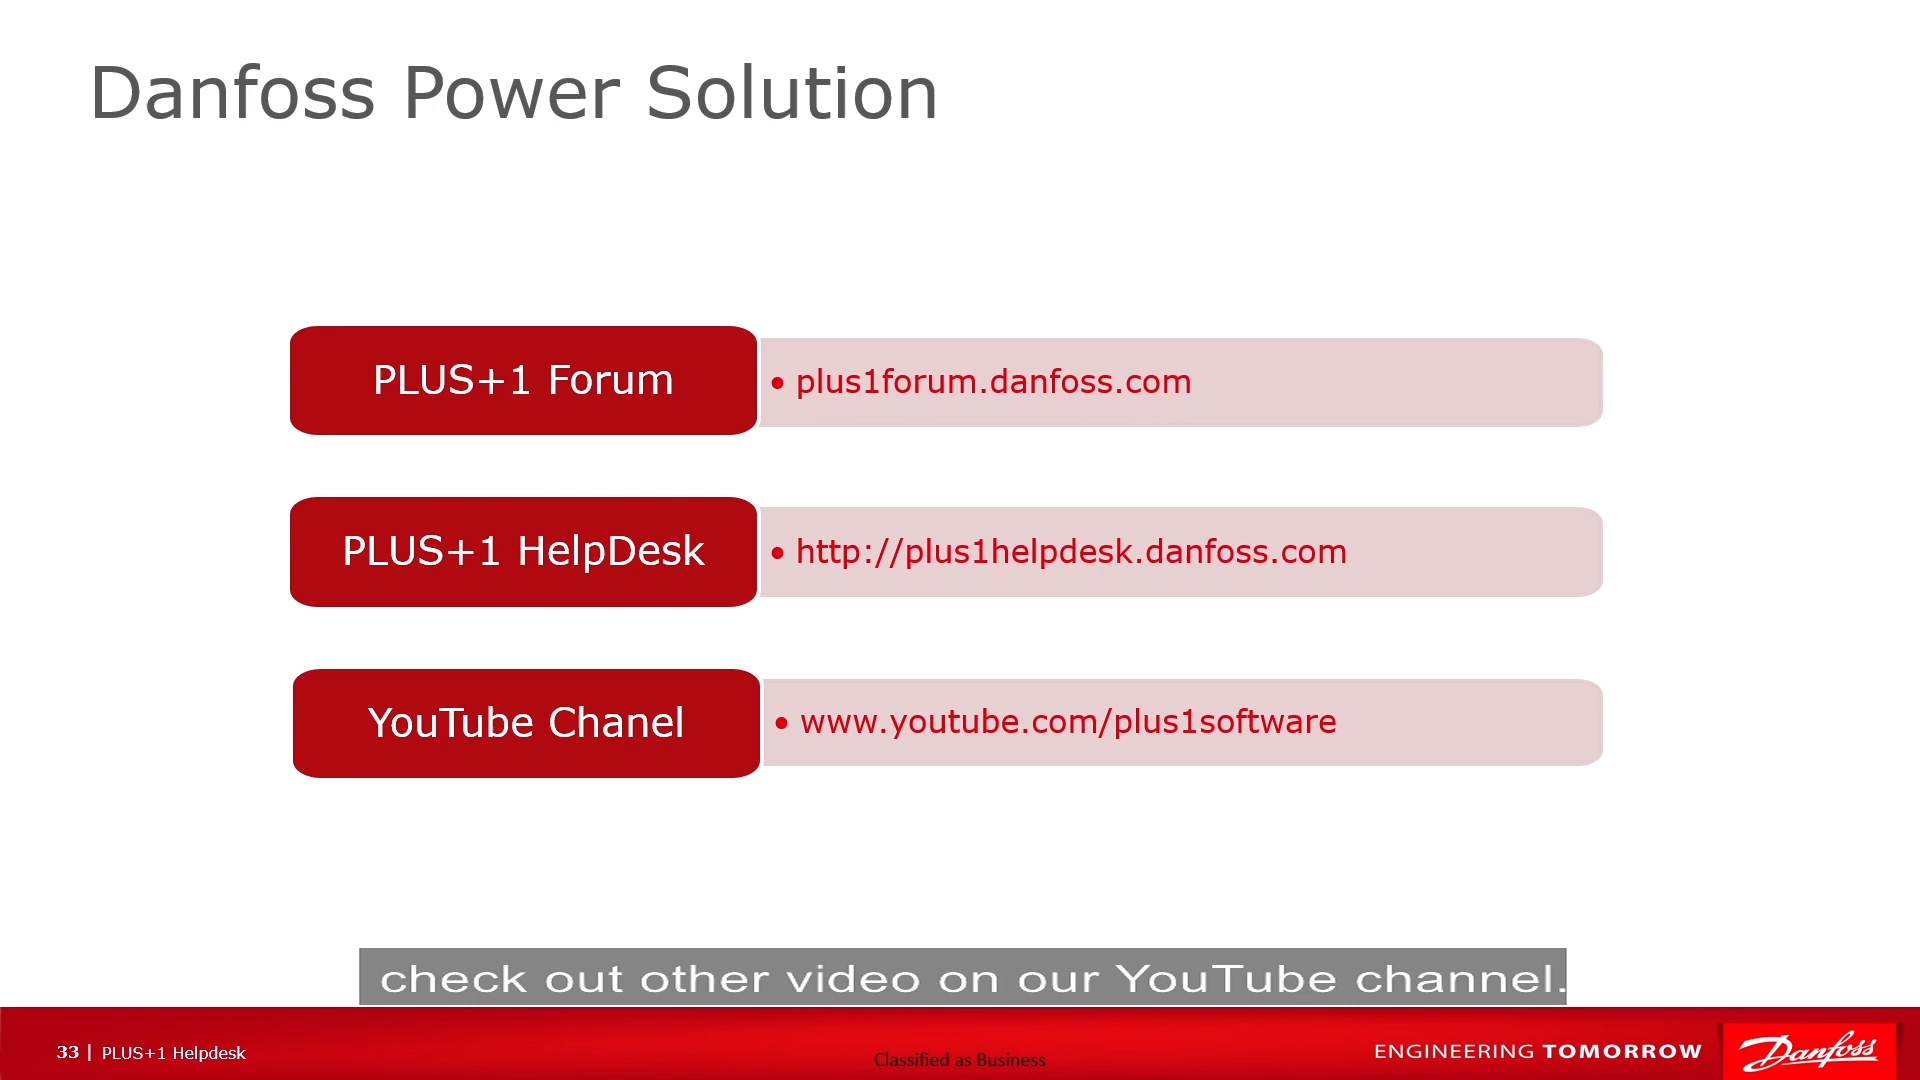 Danfoss Power Solution
PLUS+1 Forum
• plus1forum.danfoss.com
PLUS+1 HelpDesk
• http://plus1helpdesk.danfoss.com
YouTube Chanel
• www.youtube.com/plus1software
check out other video on our YouTube channel.
33 | PLUS+1 Helpdesk
Classified as Business
ENGINEERING TOMORROW
Danfoss